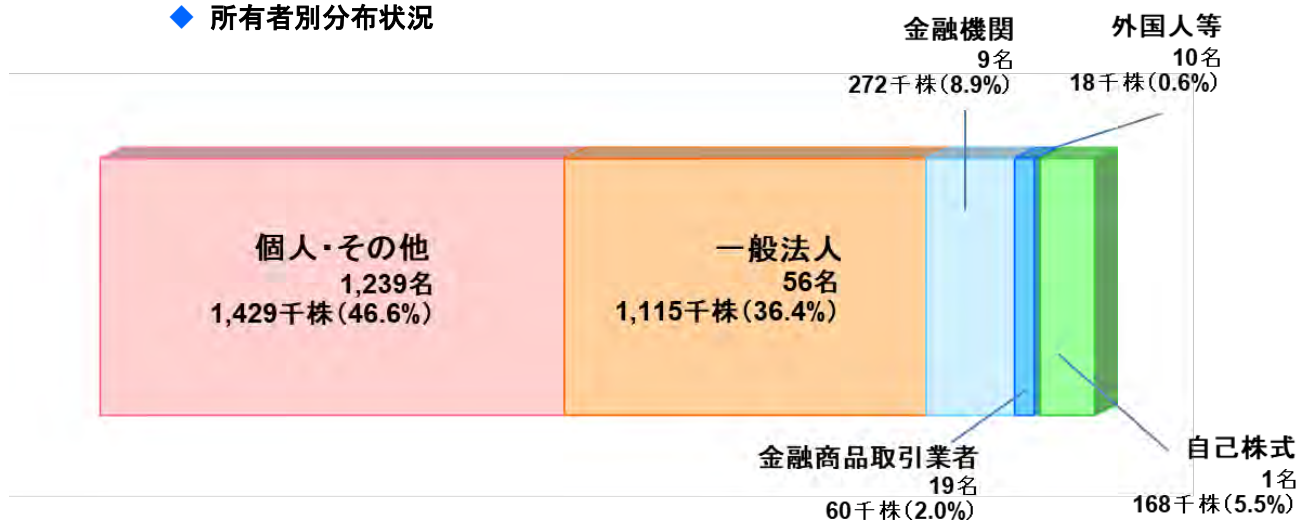 ◆ 所有者別分布状況
金融機関
9名
272千株(8.9%)
外国人等
10名
18千株(0.6%)
個人・その他
1,239名
1,429千株(46.6%)
一般法人
56名
1,115千株(36.4%)
金融商品取引業者
19名
60千株(2.0%)
自己株式
1名
168千株(5.5%)